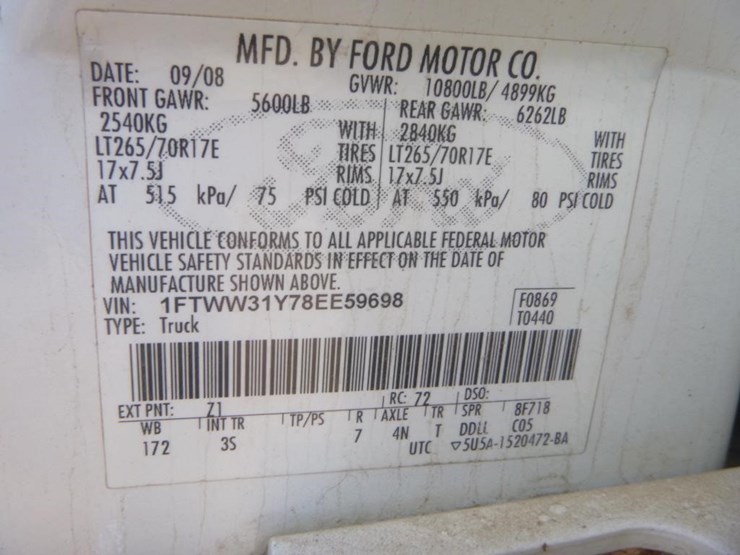 MFD. BY FORD MOTOR CO.
DATE: 09/08 GVWR: 10800LB/ 4899KG
FRONT GAWR: 5600LB REAR GAWR: 6262LB
2540KG WITH 2840KG WITH
LT265/70R17E TIRES LT265/70R17E TIRES
17x7.5J RIMS 17x7.5J RIMS
AT 515 kPa/ 75 PSI COLD AT 550 kPa/ 80 PSI COLD
THIS VEHICLE CONFORMS TO ALL APPLICABLE FEDERAL MOTOR
VEHICLE SAFETY STANDARDS IN EFFECT ON THE DATE OF
MANUFACTURE SHOWN ABOVE.
VIN: 1FTWW31Y78EE59698 F0869
TYPE: Truck T0440
EXT PNT: Z1 RC: 72 DSO:
WB INT TR TP/PS R AXLE TR SPR 8F718
172 3S 7 4N T DDLL C05
UTC ▽5U5A-1520472-BA
Ford